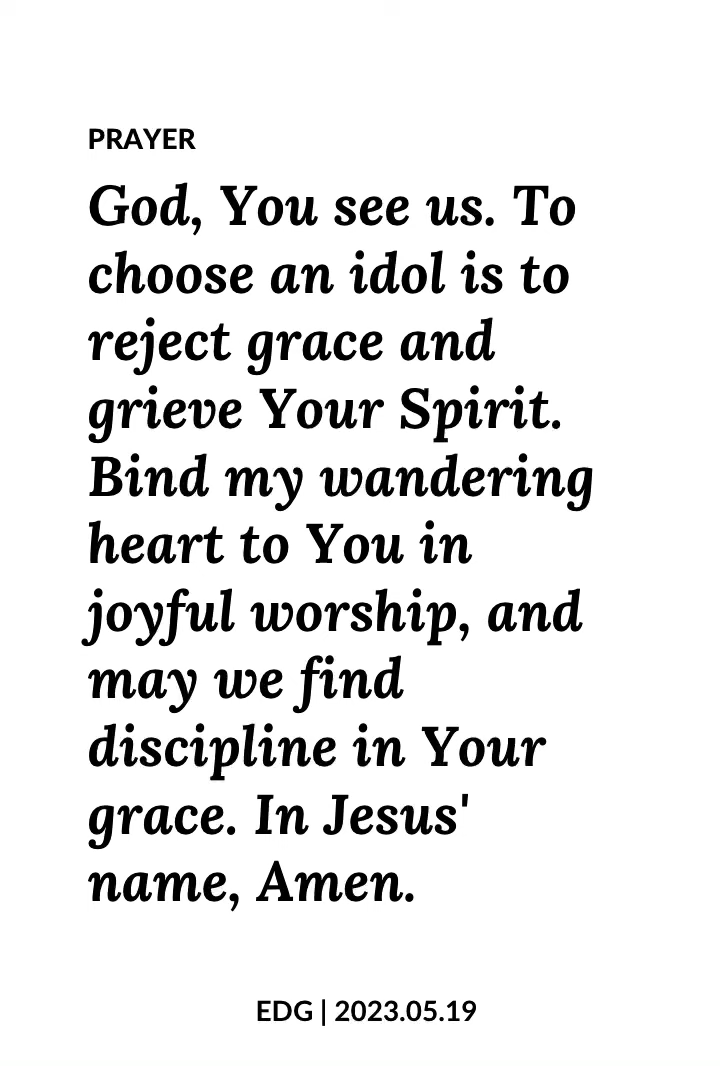 PRAYER
God, You see us. To
choose an idol is to
reject grace and
grieve Your Spirit.
Bind my wandering
heart to You in
joyful worship, and
may we find
discipline in Your
grace. In Jesus'
name, Amen.
EDG | 2023.05.19